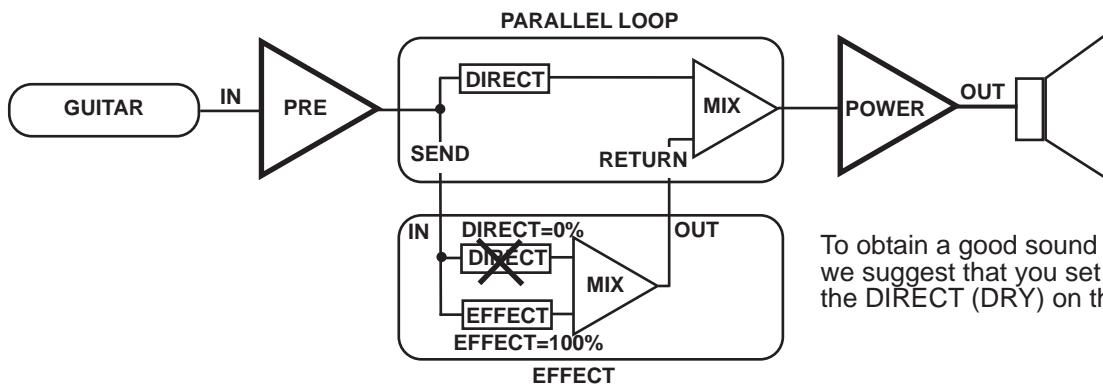 PARALLEL LOOP
GUITAR
IN
PRE
DIRECT
MIX
SEND
RETURN
POWER
OUT
IN
DIRECT=0%
DIRECT
EFFECT
EFFECT=100%
MIX
OUT
EFFECT
To obtain a good sound
we suggest that you set
the DIRECT (DRY) on